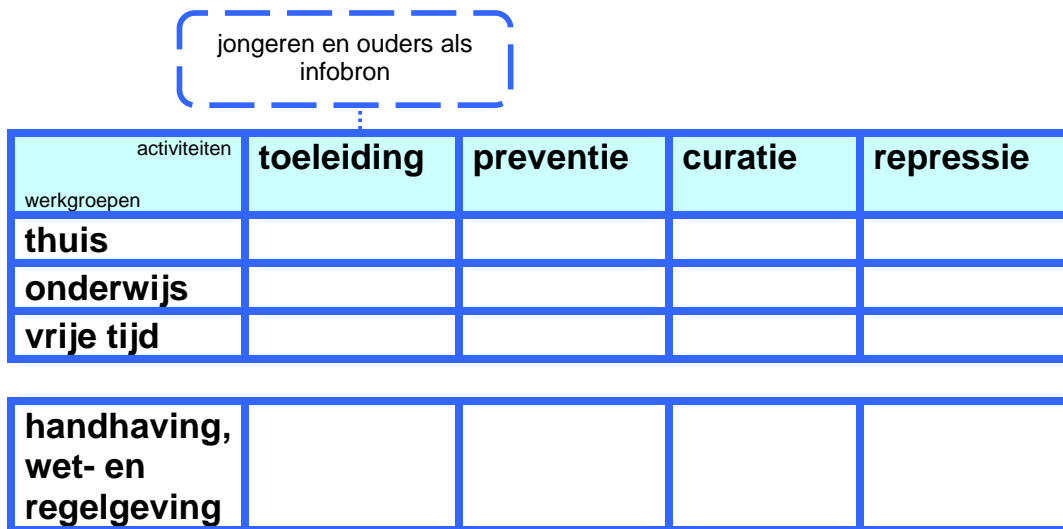 jongeren en ouders als
infobron
activiteiten
werkgroepen
toeleiding
preventie
curatie
repressie
thuis
onderwijs
vrije tijd
handhaving,
wet- en
regelgeving